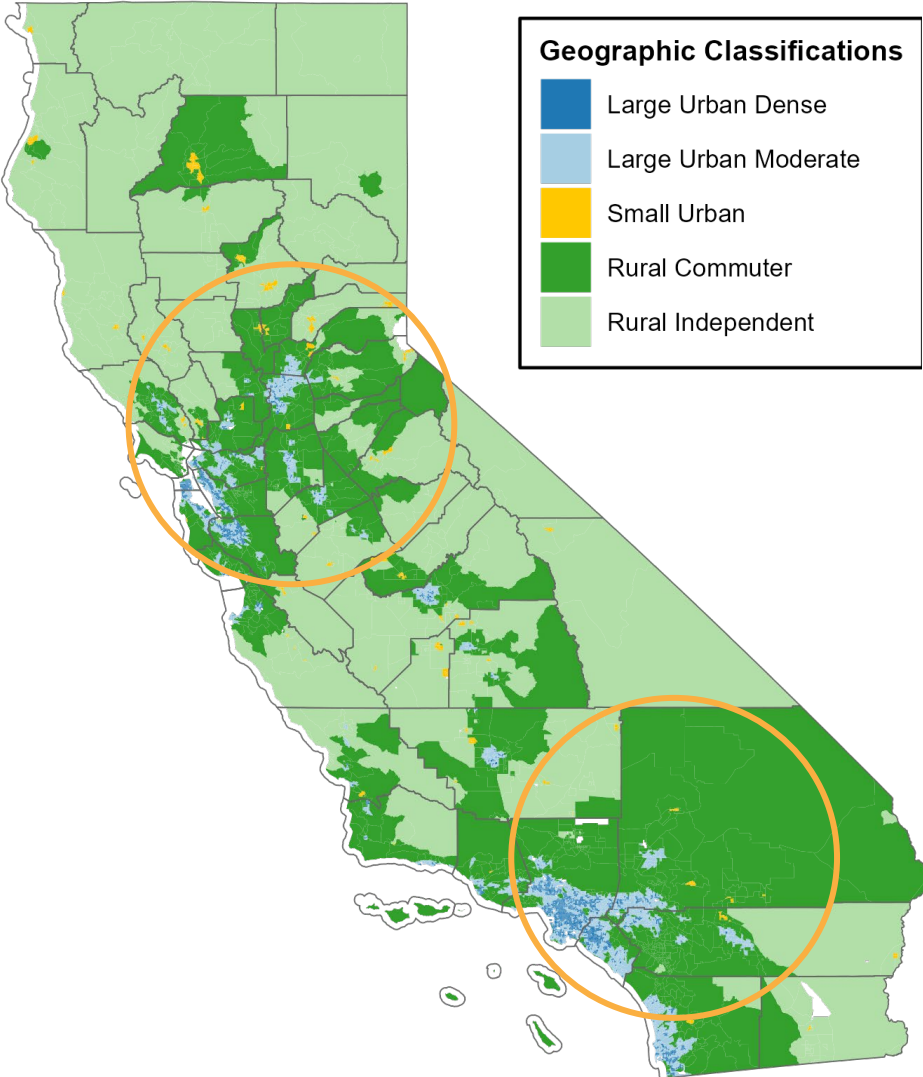 Geographic Classifications
Large Urban Dense
Large Urban Moderate
Small Urban
Rural Commuter
Rural Independent